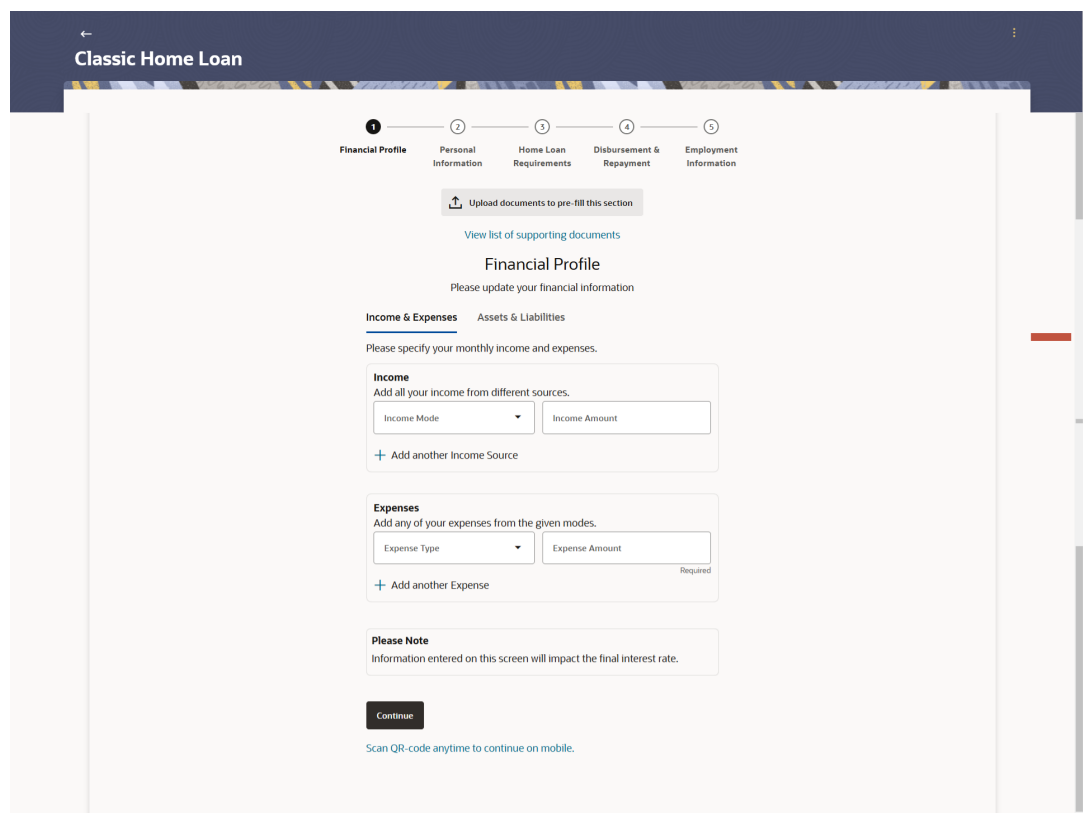 Classic Home Loan
1 2 3 4 5
Financial Profile Personal Home Loan Disbursement & Employment
Information Requirements Repayment Information
Upload documents to pre-fill this section
View list of supporting documents
Financial Profile
Please update your financial information
Income & Expenses Assets & Liabilities
Please specify your monthly income and expenses.
Income
Add all your income from different sources.
Income Mode Income Amount
Add another Income Source
Expenses
Add any of your expenses from the given modes.
Expense Type Expense Amount
Required
Add another Expense
Please Note
Information entered on this screen will impact the final interest rate.
Continue
Scan QR-code anytime to continue on mobile.